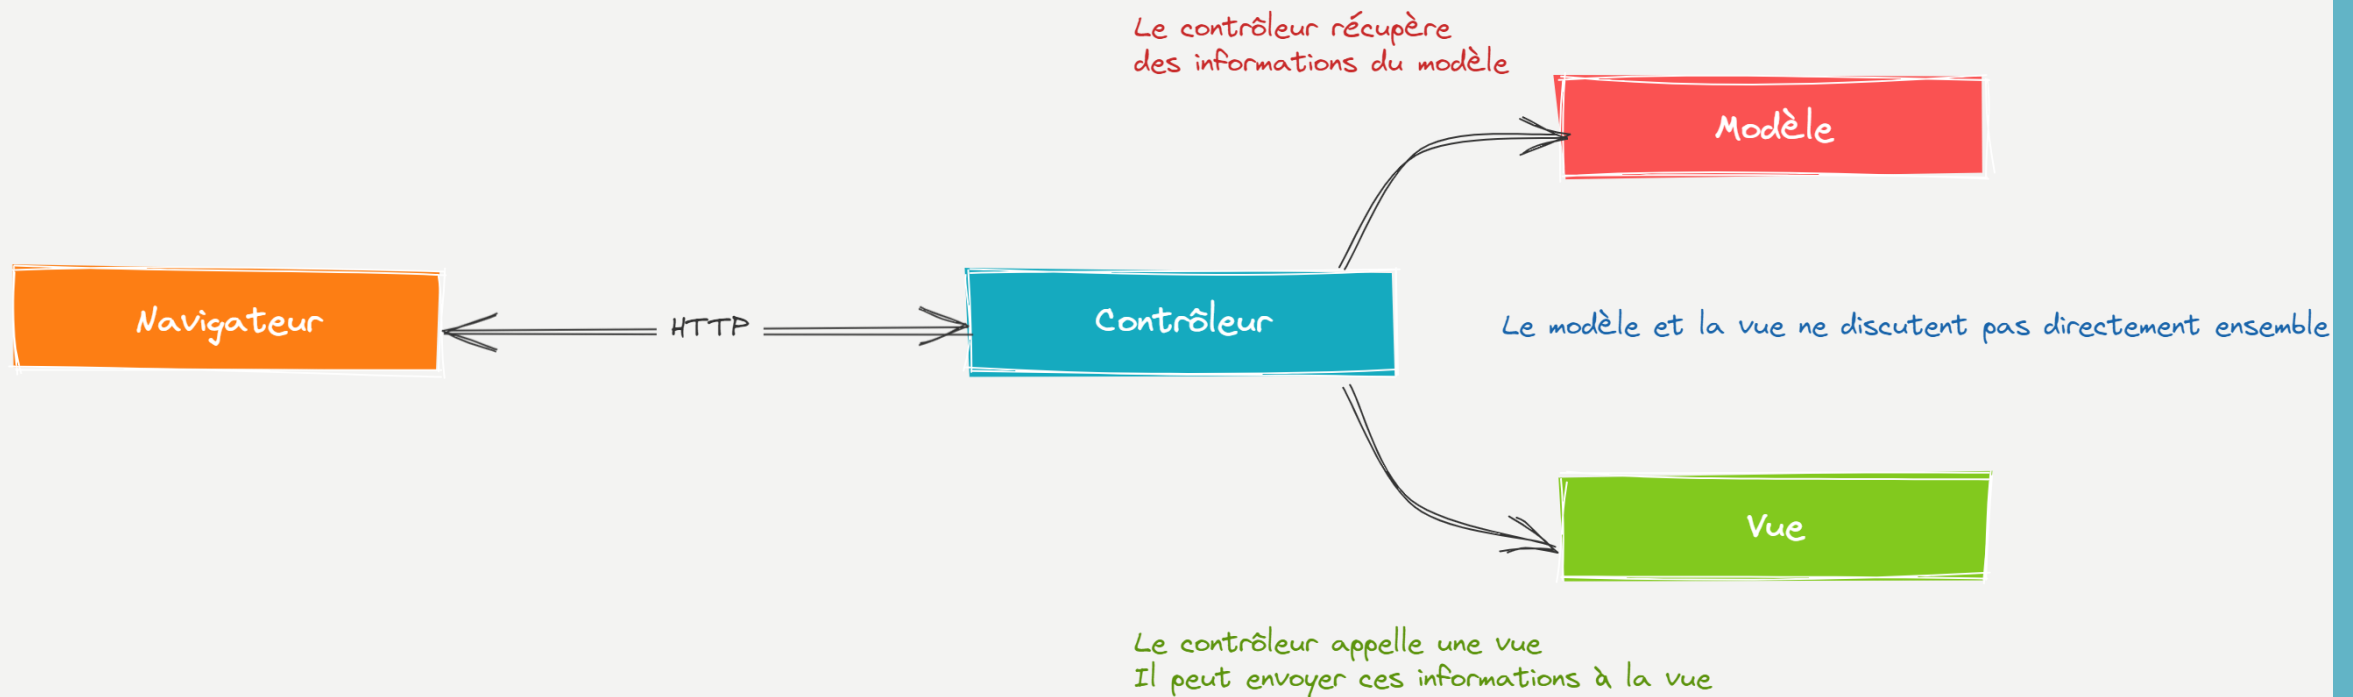 Le contrôleur récupère
des informations du modèle
Modèle
Navigateur
HTTP
Contrôleur
Le modèle et la vue ne discutent pas directement ensemble
Vue
Le contrôleur appelle une vue
Il peut envoyer ces informations à la vue